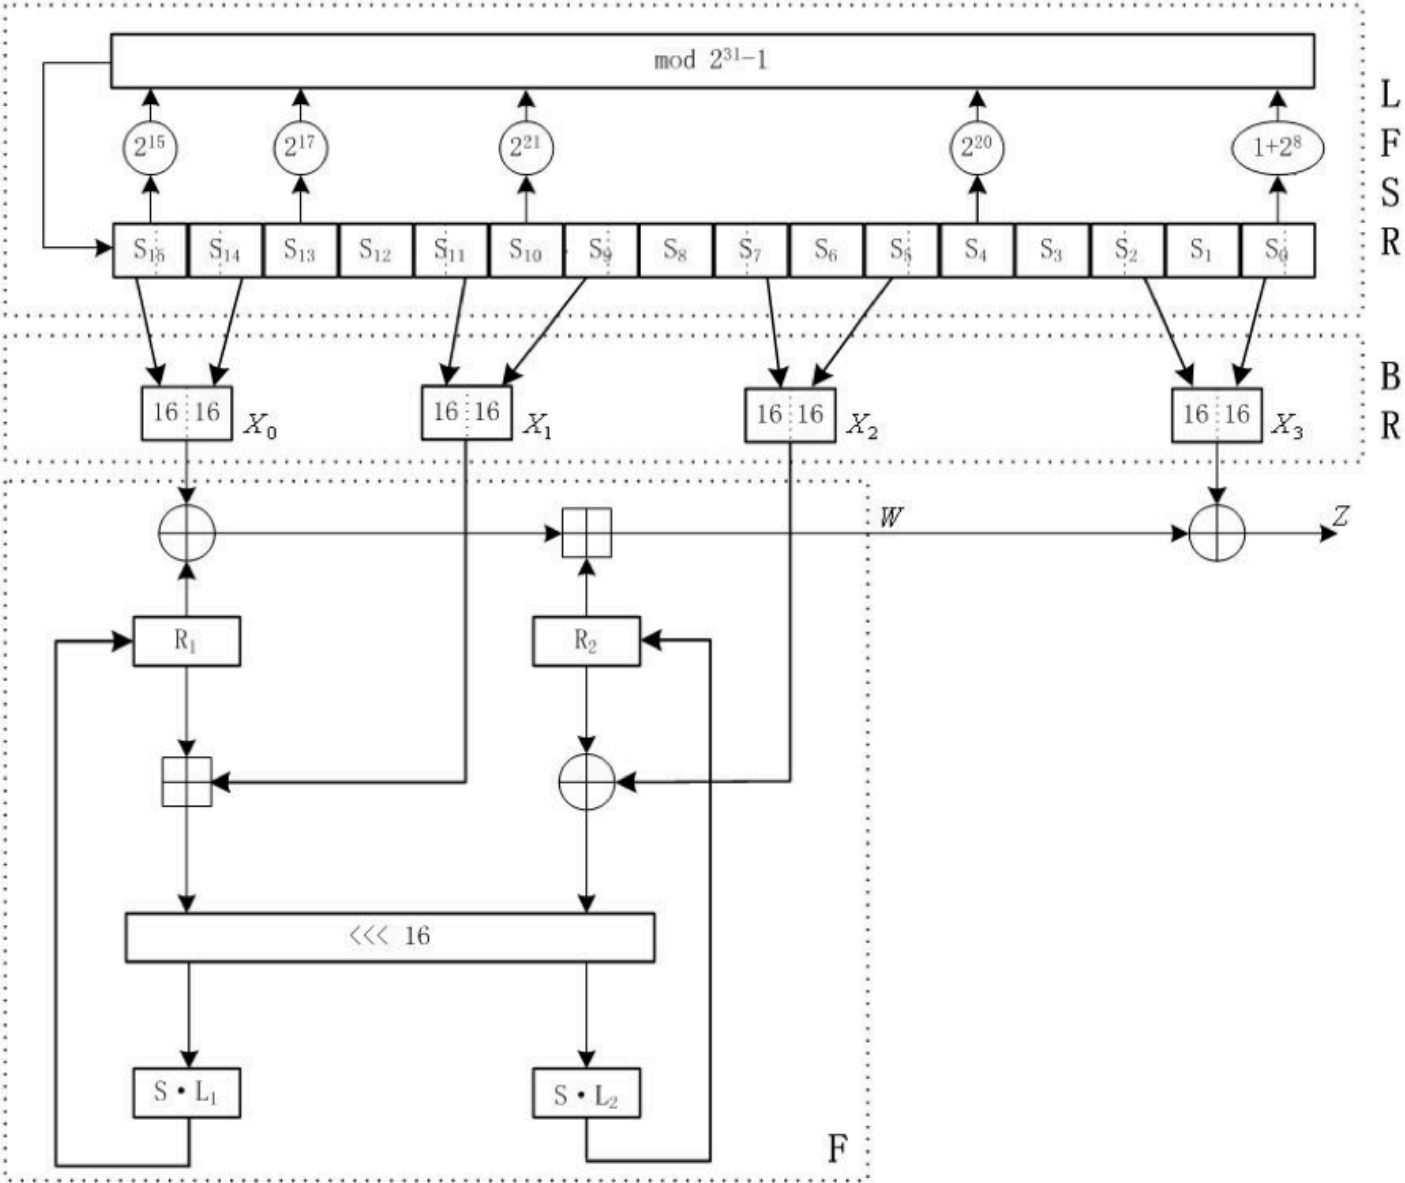 mod 2³¹−1
L
F
S
R
2¹⁵ 2¹⁷ 2²¹ 2²⁰ 1+2⁸
S₁₅ S₁₄ S₁₃ S₁₂ S₁₁ S₁₀ S₉ S₈ S₇ S₆ S₅ S₄ S₃ S₂ S₁ S₀
B
R
16 16 X₀ 16 16 X₁ 16 16 X₂ 16 16 X₃
W Z
R₁ R₂
<<< 16
S•L₁ S•L₂
F